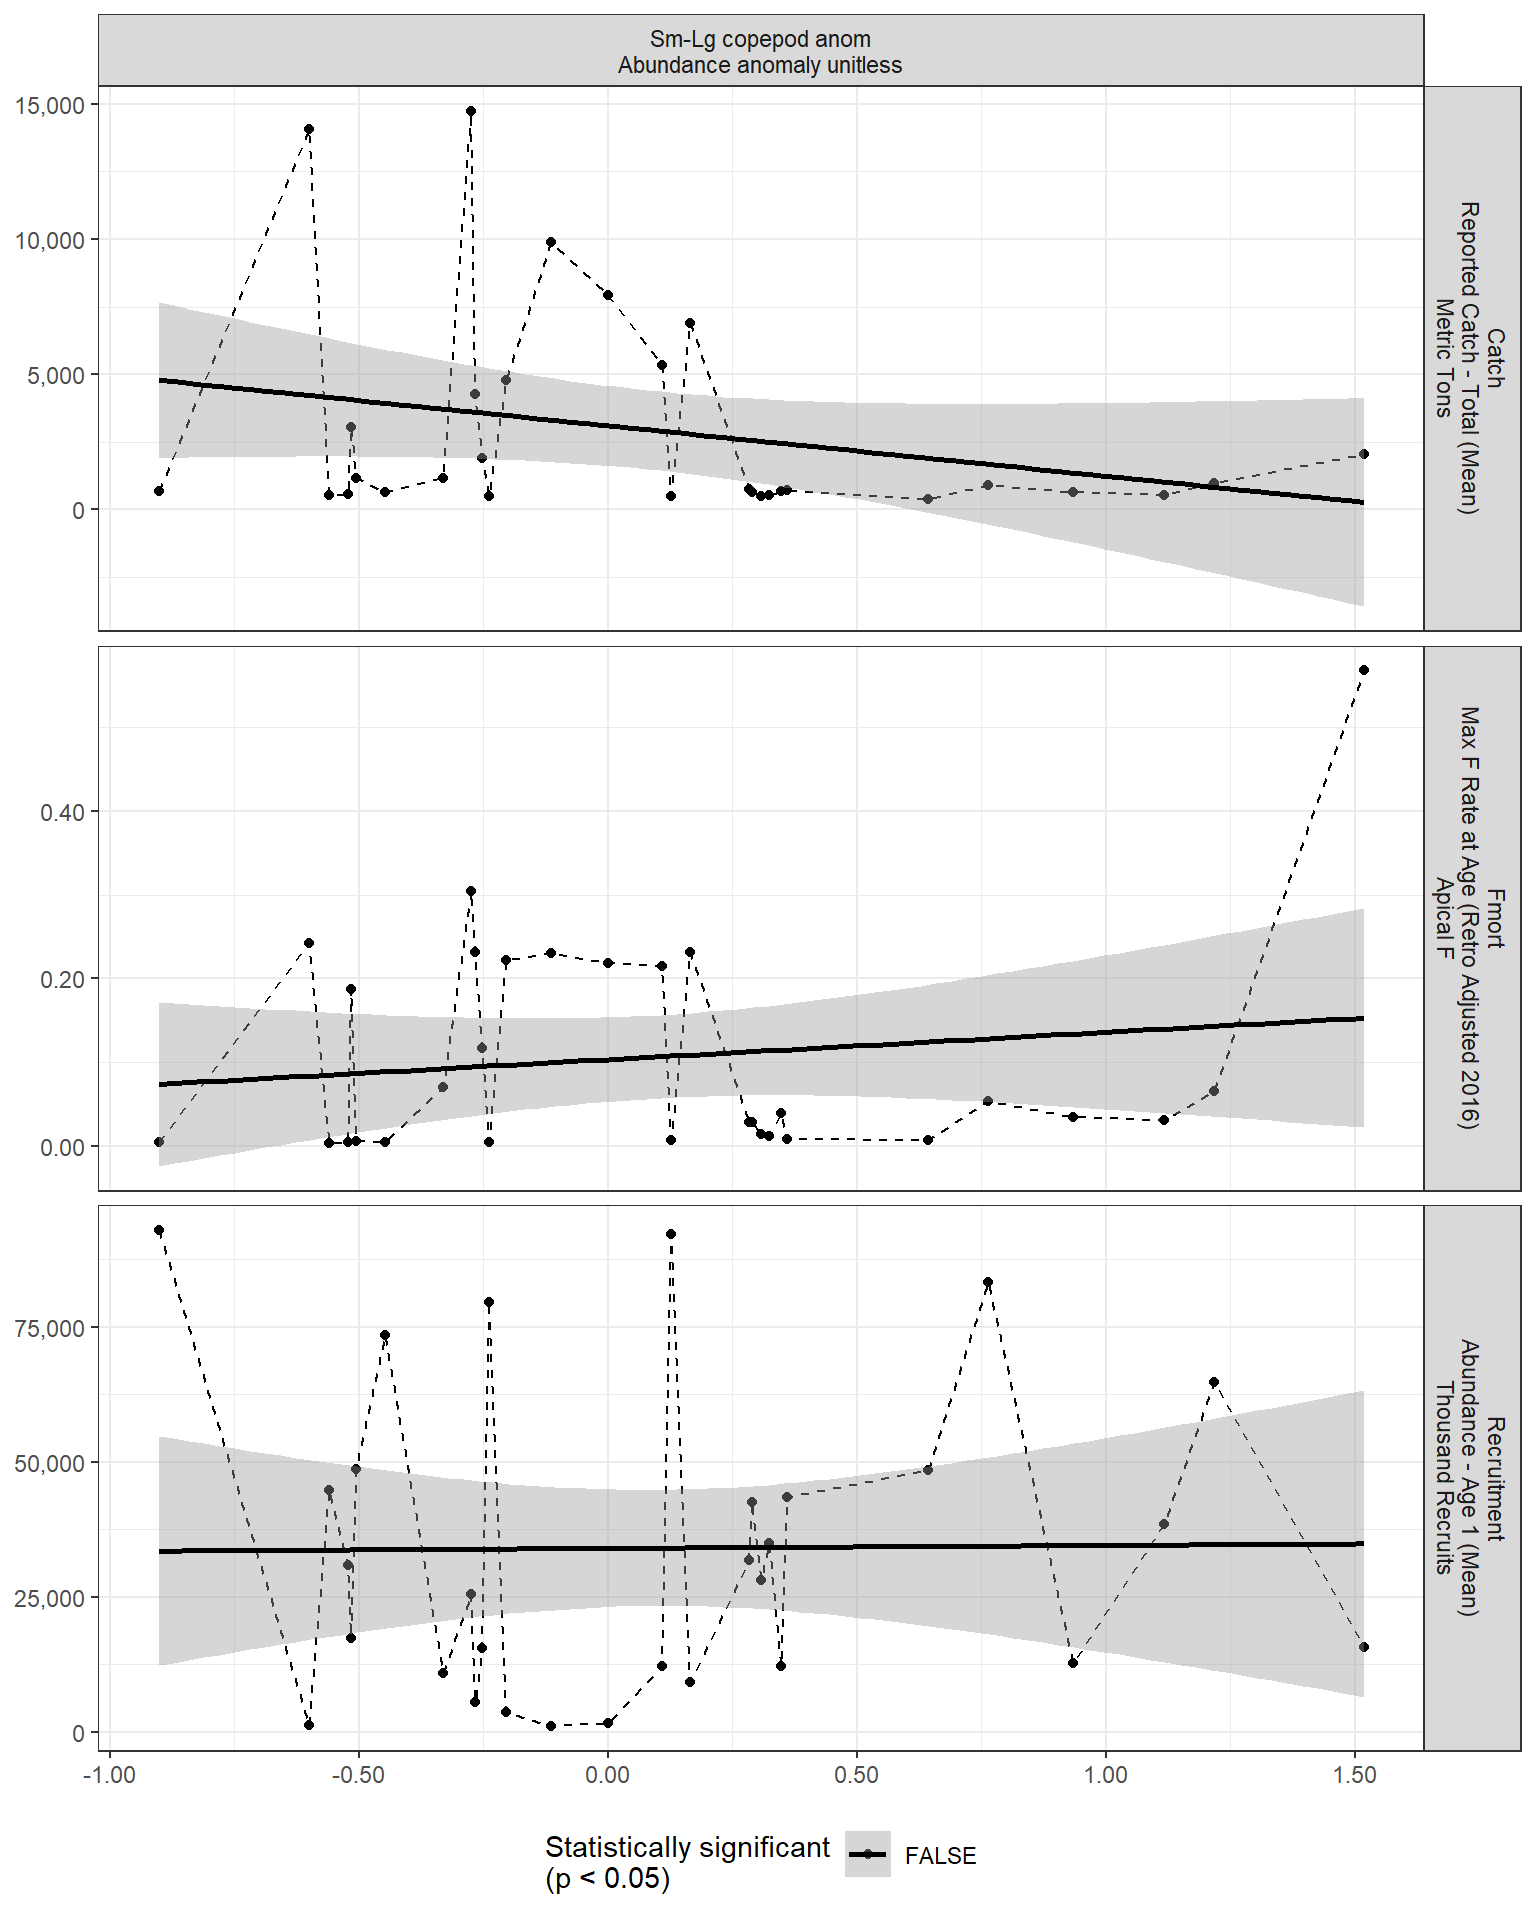 Sm-Lg copepod anom
Abundance anomaly unitless
15,000
10,000
5,000
0
Catch
Reported Catch - Total (Mean)
Metric Tons
0.40
0.20
0.00
Fmort
Max F Rate at Age (Retro Adjusted 2016)
Apical F
75,000
50,000
25,000
0
Recruitment
Abundance - Age 1 (Mean)
Thousand Recruits
-1.00
-0.50
0.00
0.50
1.00
1.50
Statistically significant
(p < 0.05)
FALSE